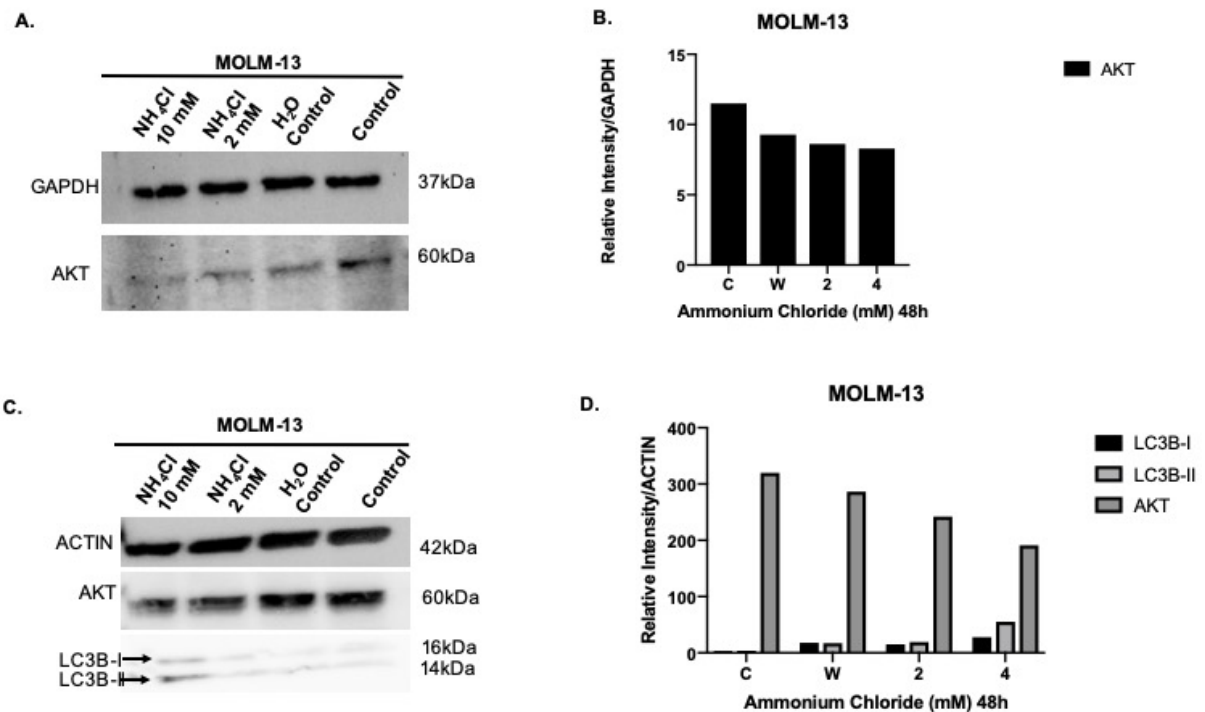 A.
MOLM-13
NH₄Cl
10 mM
NH₄Cl
2 mM
H₂O
Control
Control
GAPDH
37kDa
AKT
60kDa
B.
MOLM-13
Relative Intensity/GAPDH
15
10
5
0
C W 2 4
Ammonium Chloride (mM) 48h
AKT
C.
MOLM-13
NH₄Cl
10 mM
NH₄Cl
2 mM
H₂O
Control
Control
ACTIN
42kDa
AKT
60kDa
LC3B-I
16kDa
LC3B-II
14kDa
D.
MOLM-13
Relative Intensity/ACTIN
400
300
200
100
0
C W 2 4
Ammonium Chloride (mM) 48h
LC3B-I
LC3B-II
AKT